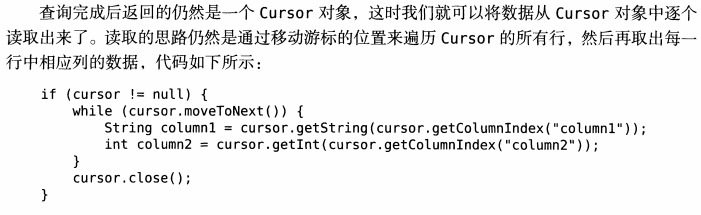 查询完成后返回的仍然是一个 Cursor 对象，这时我们就可以将数据从 Cursor 对象中逐个
读取出来了。读取的思路仍然是通过移动游标的位置来遍历 Cursor 的所有行，然后再取出每一
行中相应列的数据，代码如下所示：
if (cursor != null) {
    while (cursor.moveToNext()) {
        String column1 = cursor.getString(cursor.getColumnIndex("column1"));
        int column2 = cursor.getInt(cursor.getColumnIndex("column2"));
    }
    cursor.close();
}